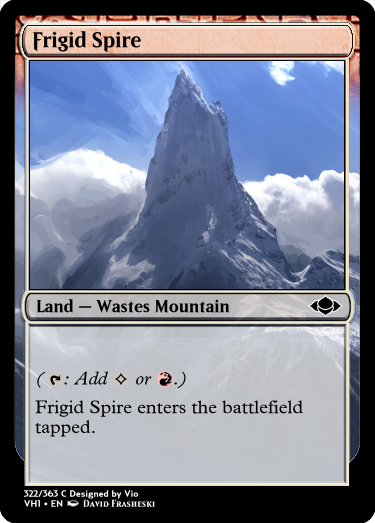 Frigid Spire
Land — Wastes Mountain
( : Add or .)
Frigid Spire enters the battlefield
tapped.
322/363 C Designed by Vio
VH1 • EN David Frasheski